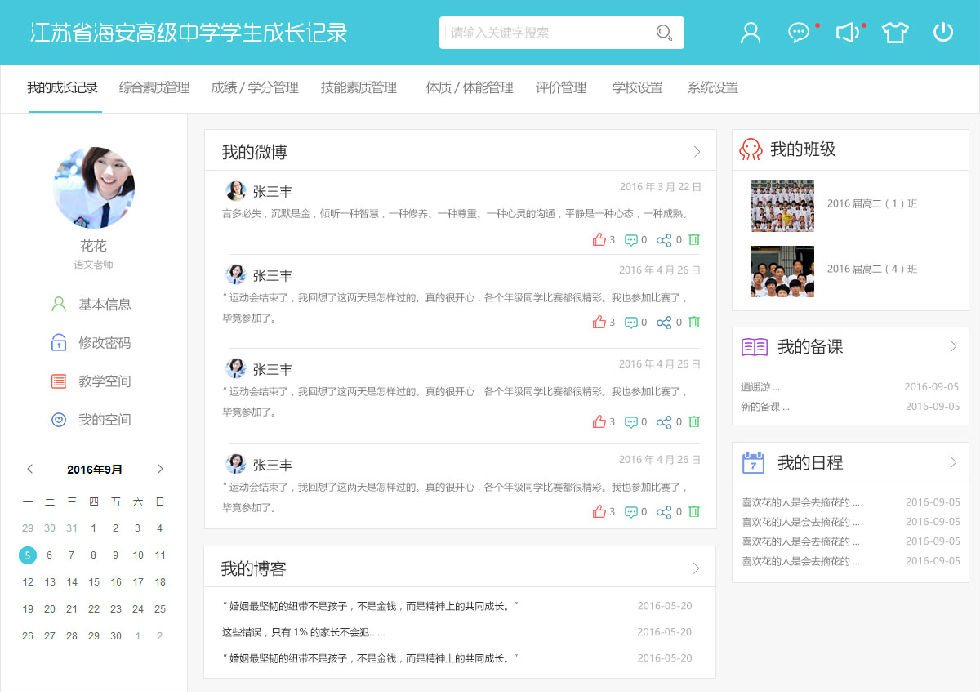 江苏省海安高级中学学生成长记录
请输入关键字搜索
我的成长记录 综合素质管理 成绩 / 学分管理 技能素质管理 体质 / 体能管理 评价管理 学校设置 系统设置
花花
语文老师
基本信息
修改密码
教学空间
我的空间
2016年9月
一 二 三 四 五 六 日
29 30 31 1 2 3 4
5 6 7 8 9 10 11
12 13 14 15 16 17 18
19 20 21 22 23 24 25
26 27 28 29 30 1 2
我的微博
张三丰 2016 年 3 月 22 日
言多必失，沉默是金，倾听一种智慧，一种修养、一种尊重、一种心灵的沟通，平静是一种心态，一种成熟。
3 0 0
张三丰 2016 年 4 月 26 日
“ 运动会结束了，我回想了这两天是怎样过的。真的很开心，各个年级同学比赛都很精彩。我也参加比赛了，
毕竟参加了。
3 0 0
张三丰 2016 年 4 月 26 日
“ 运动会结束了，我回想了这两天是怎样过的。真的很开心，各个年级同学比赛都很精彩。我也参加比赛了，
毕竟参加了。
3 0 0
张三丰 2016 年 4 月 26 日
“ 运动会结束了，我回想了这两天是怎样过的。真的很开心，各个年级同学比赛都很精彩。我也参加比赛了，
毕竟参加了。
3 0 0
我的博客
“ 婚姻最坚韧的纽带不是孩子，不是金钱，而是精神上的共同成长。” 2016-05-20
这些错误，只有 1% 的家长不会犯...... 2016-05-20
“ 婚姻最坚韧的纽带不是孩子，不是金钱，而是精神上的共同成长。” 2016-05-20
我的班级
2016 届高二（ 1 ）班
2016 届高二（ 4 ）班
我的备课
逍遥游 ... 2016-09-05
新的备课 ... 2016-09-05
7 我的日程
喜欢花的人是会去摘花的 ... 2016-09-05
喜欢花的人是会去摘花的 ... 2016-09-05
喜欢花的人是会去摘花的 ... 2016-09-05
喜欢花的人是会去摘花的 ... 2016-09-05